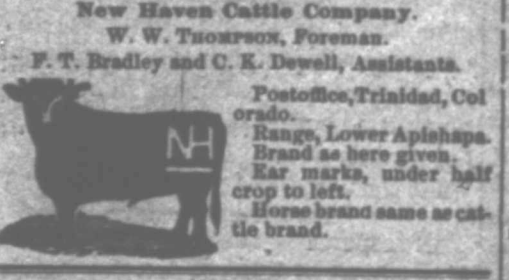 New Haven Cattle Company.
W. W. THOMPSON, Foreman.
F. T. Bradley and C. K. Dewell, Assistants.
Postoffice, Trinidad, Col
orado.
Range, Lower Apishapa.
Brand as here given.
Ear marks, under half
crop to left.
Horse brand same as cat-
tle brand.
NH